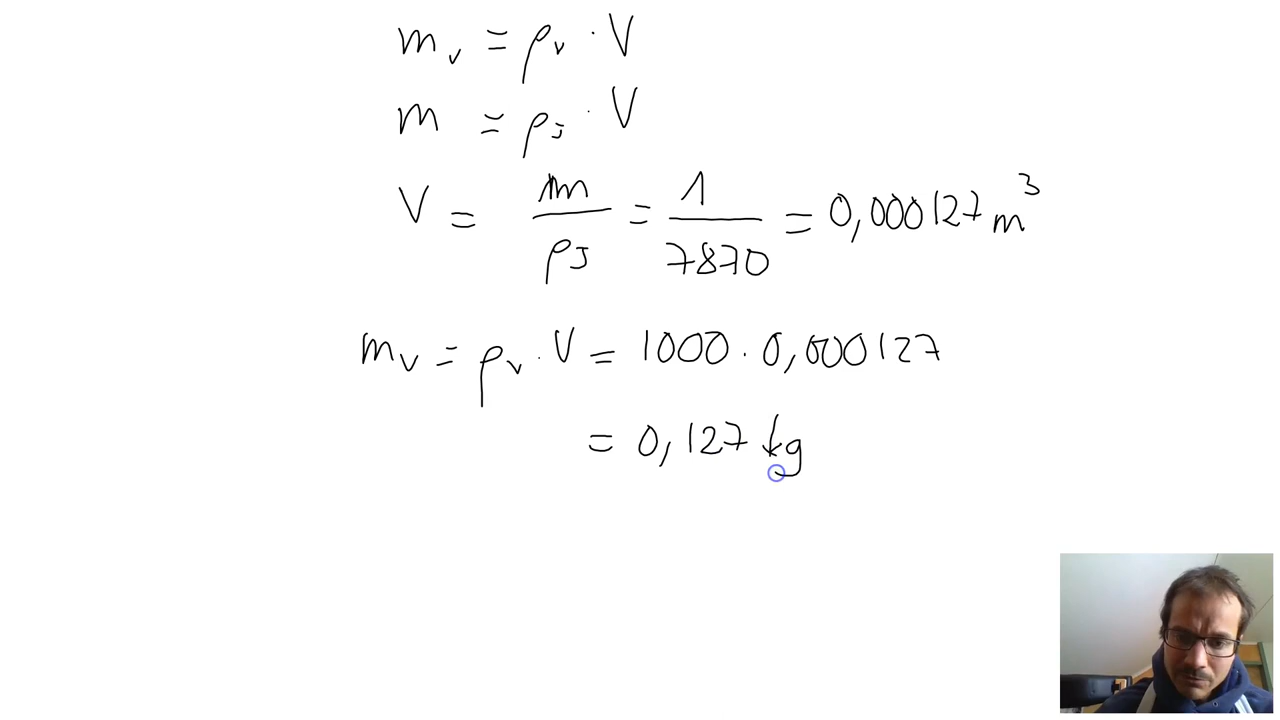 m_v = ρ_v · V
m = ρ_J · V
V = m/ρ_J = 1/7870 = 0,000127 m³
m_v = ρ_v · V = 1000 · 0,000127
= 0,127 kg